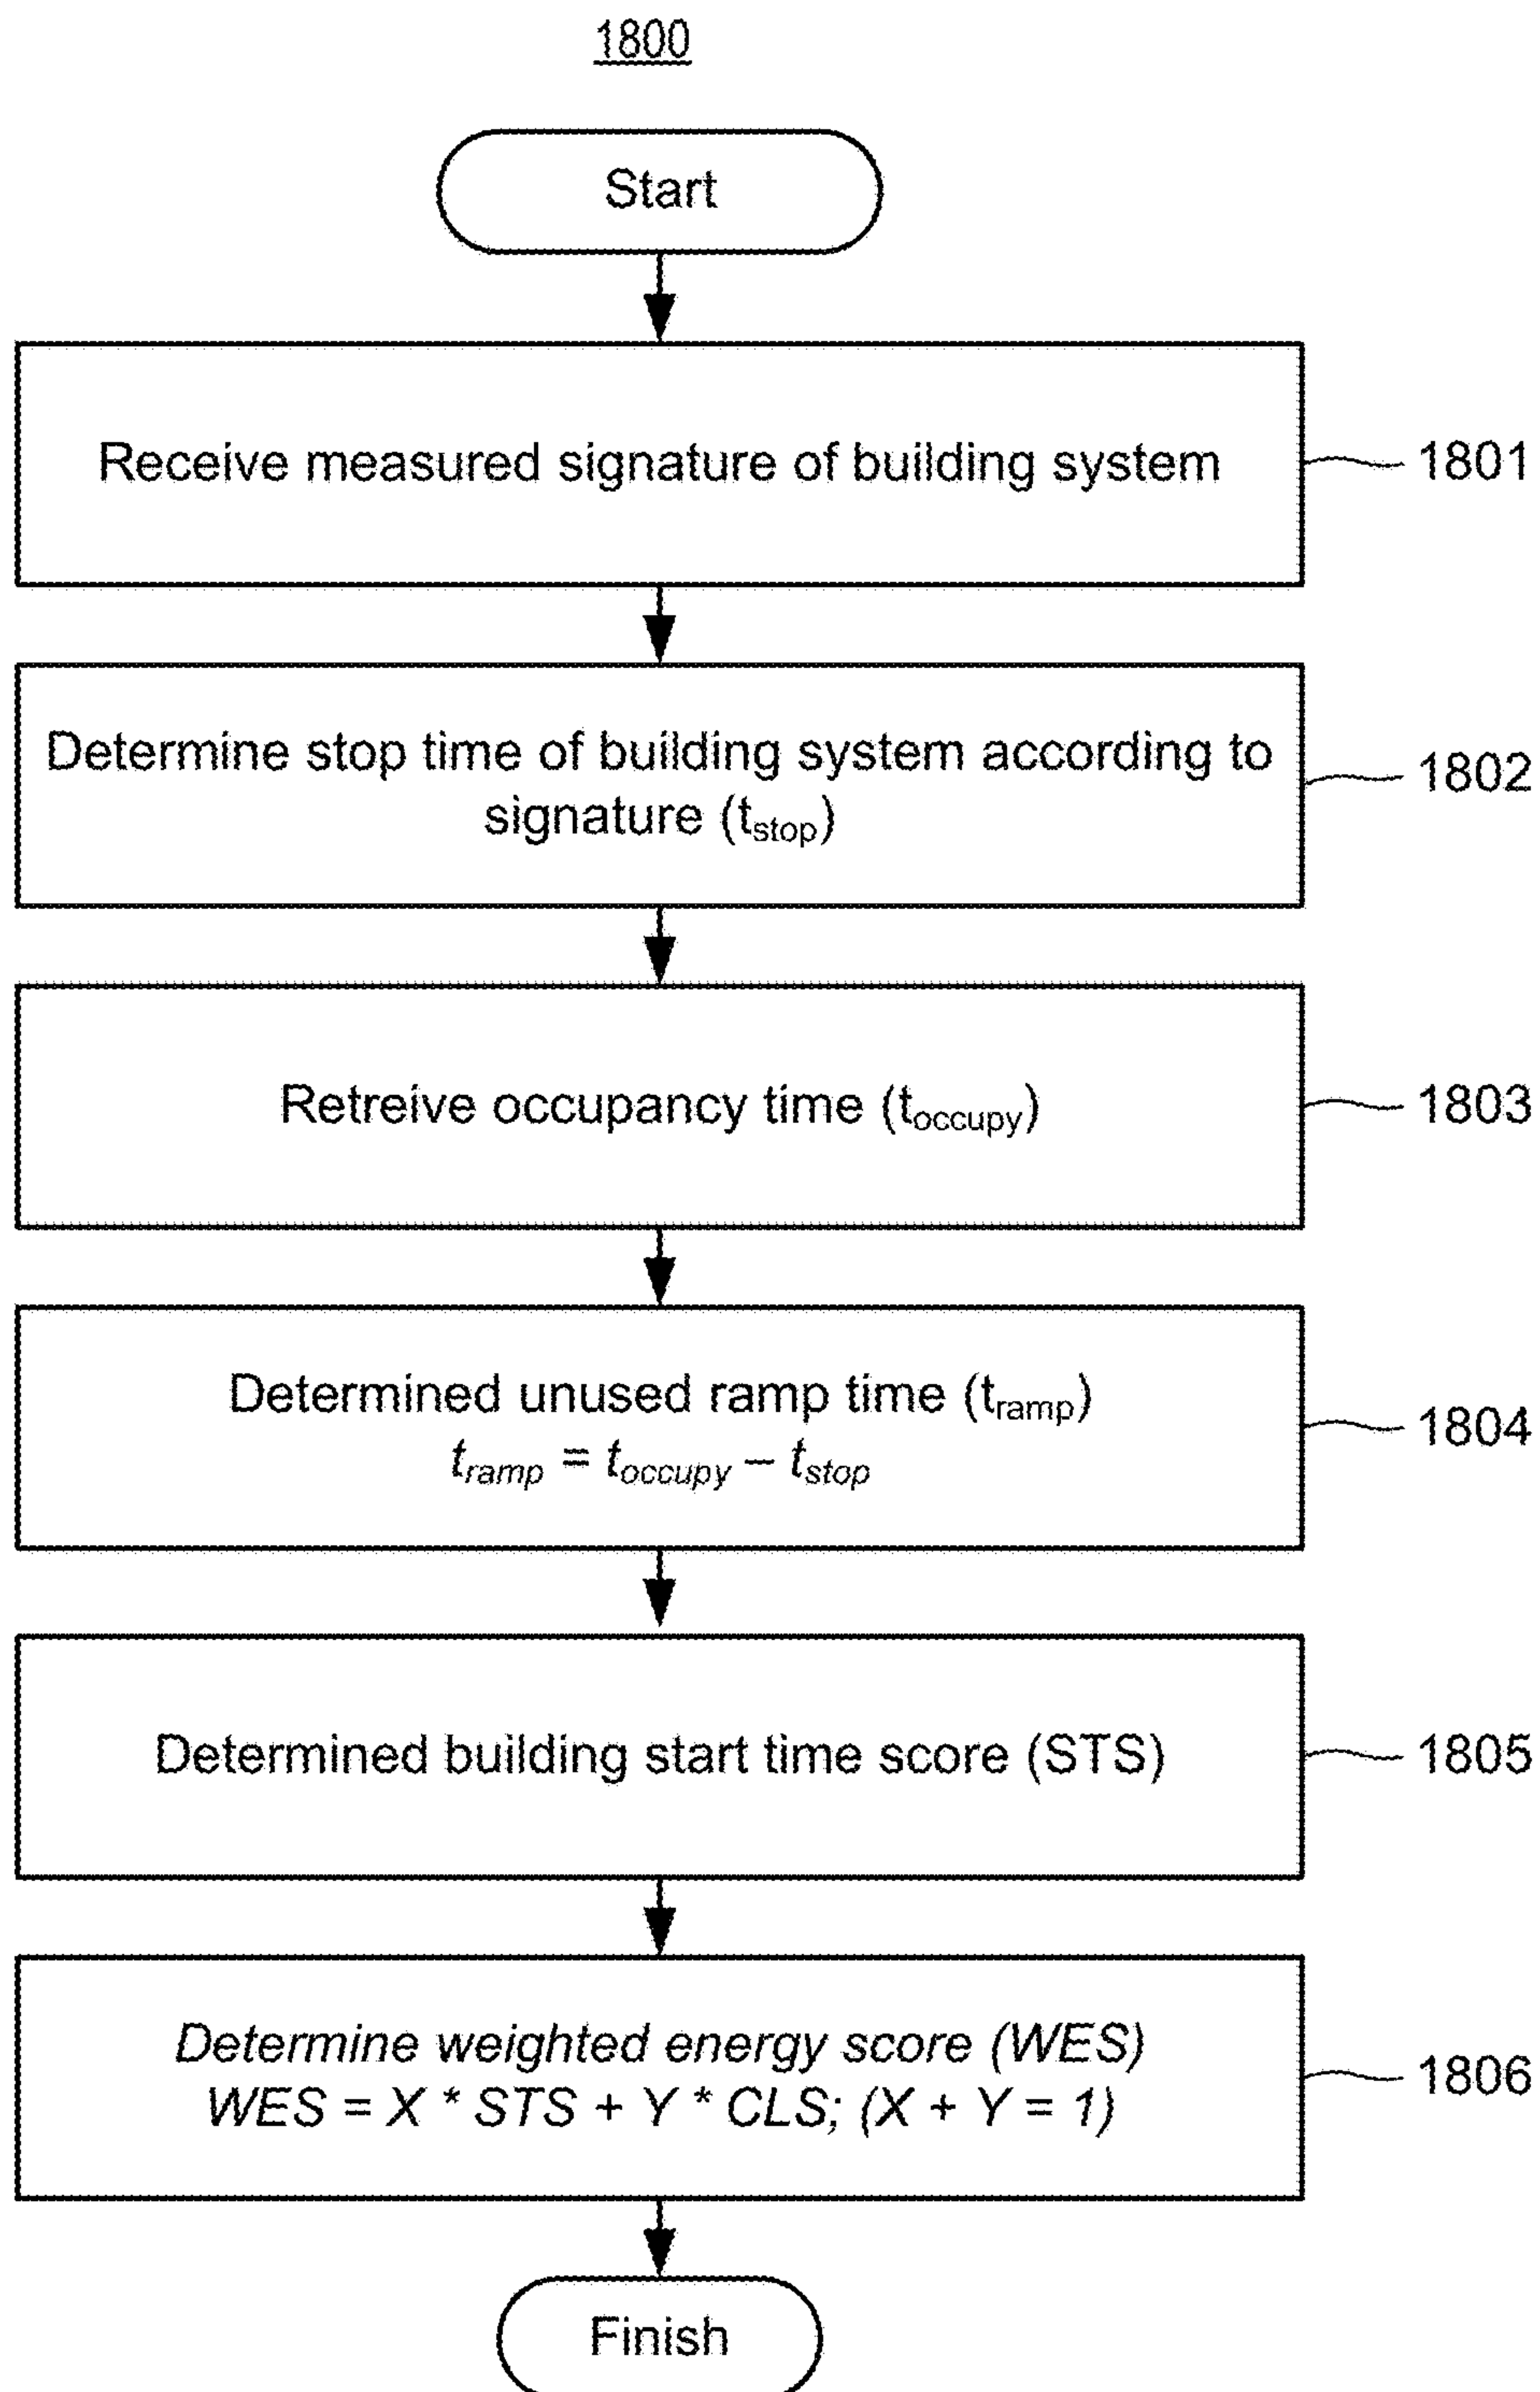 1800
Start
Receive measured signature of building system
1801
Determine stop time of building system according to
signature (tstop)
1802
Retreive occupancy time (toccupy)
1803
Determined unused ramp time (tramp)
tramp = toccupy – tstop
1804
Determined building start time score (STS)
1805
Determine weighted energy score (WES)
WES = X * STS + Y * CLS; (X + Y = 1)
1806
Finish